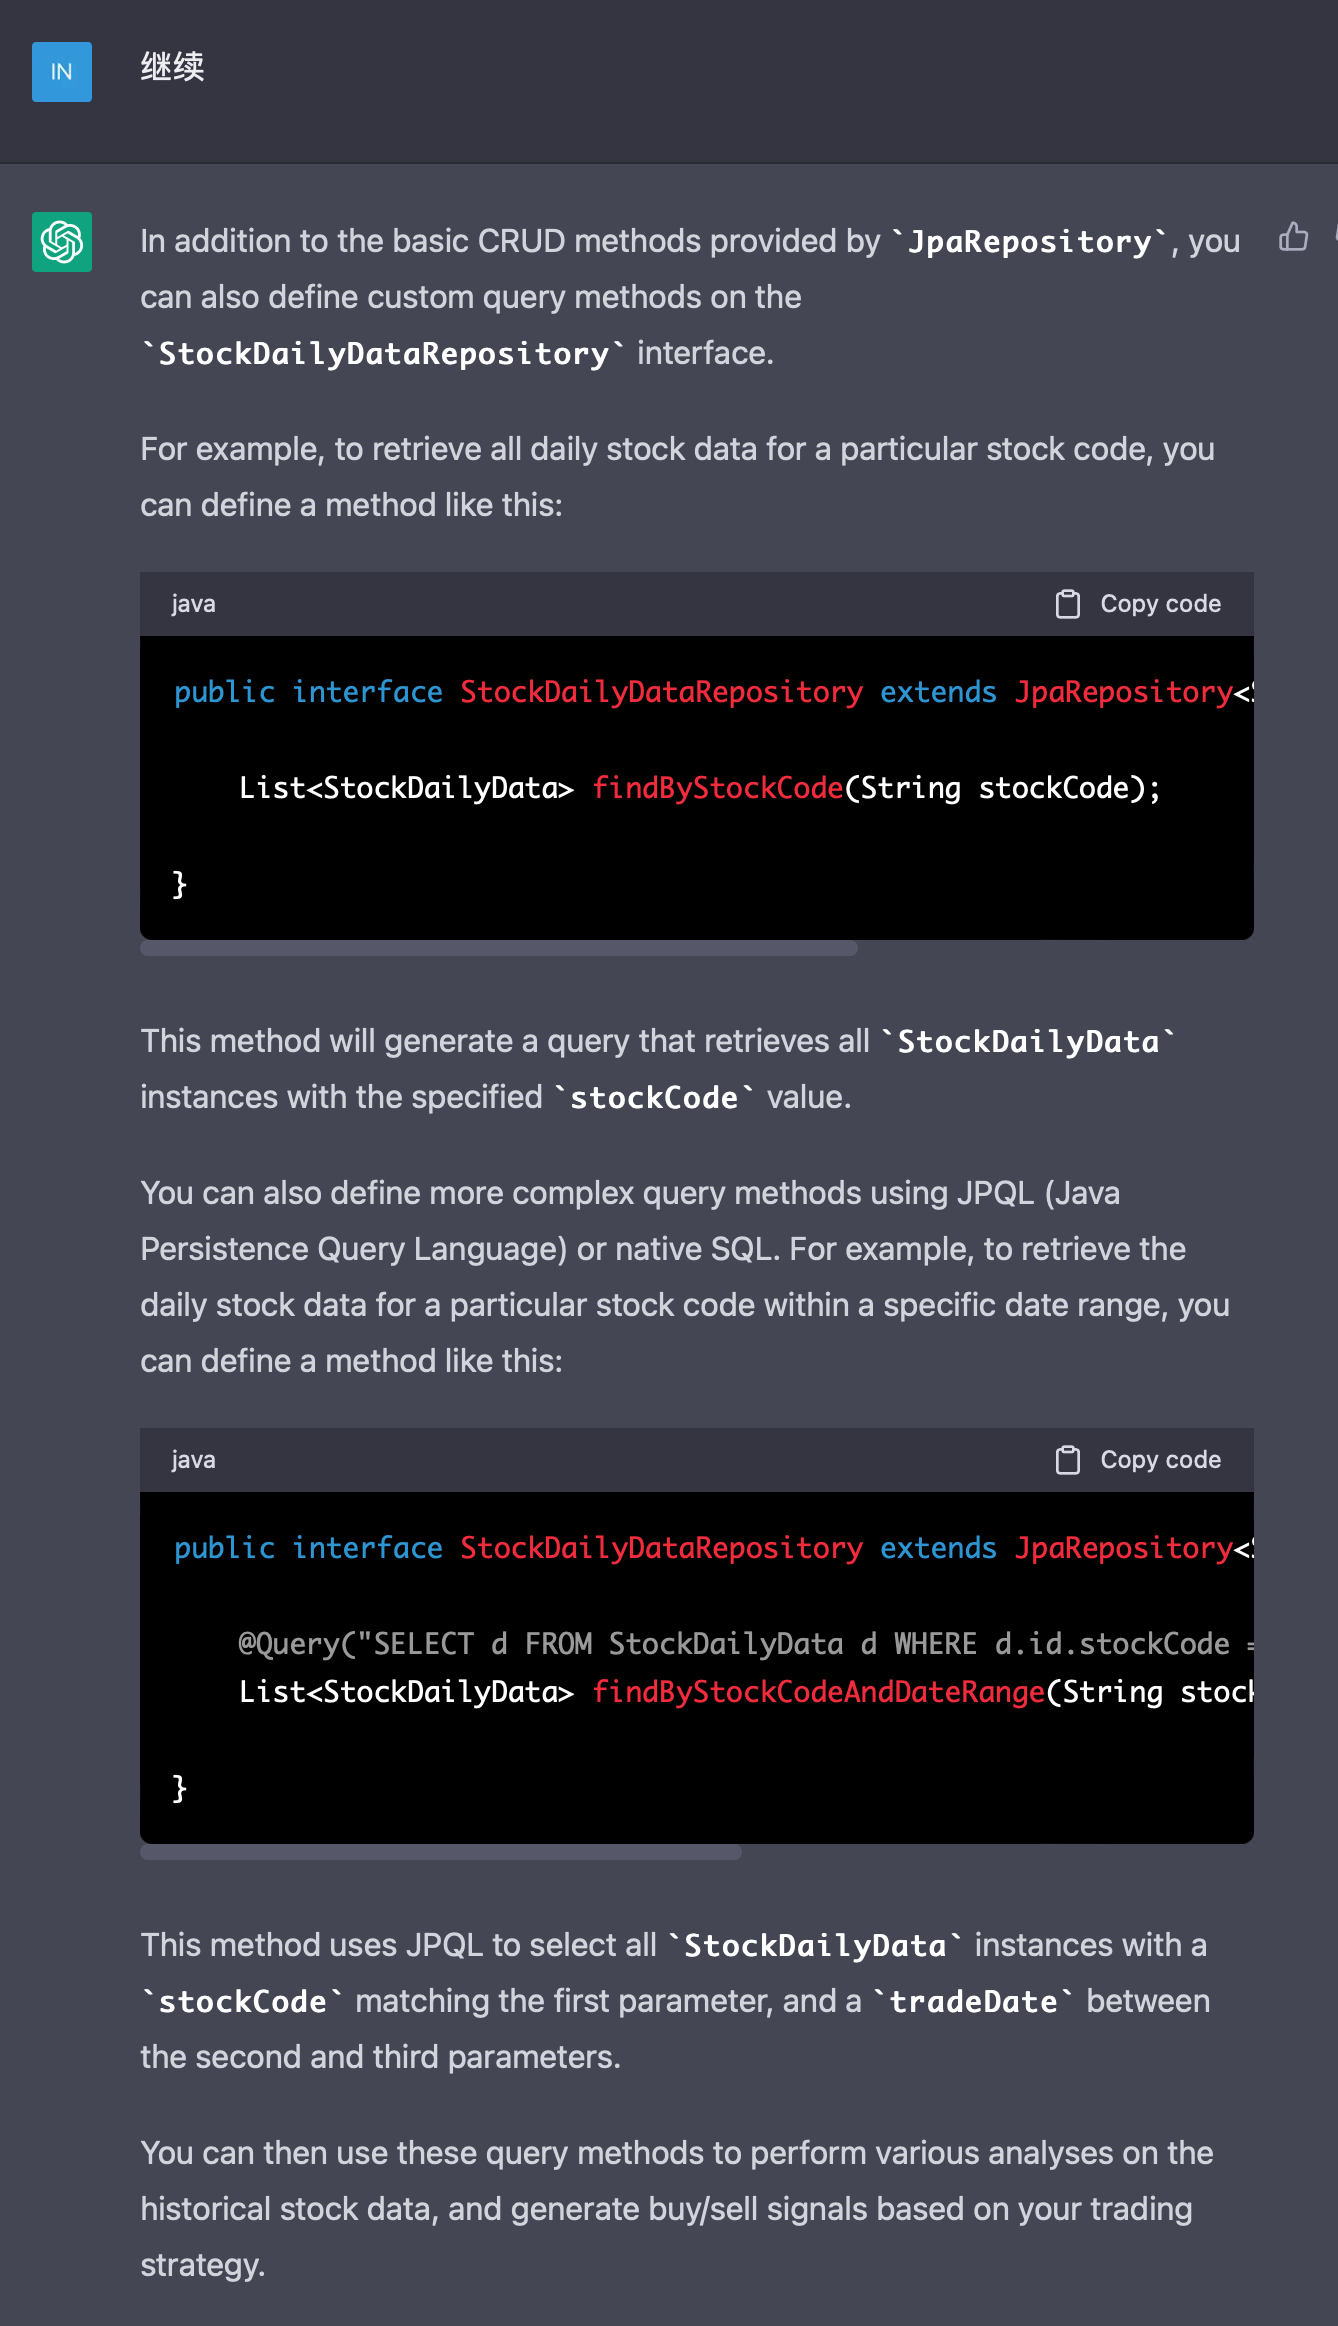 IN
继续
In addition to the basic CRUD methods provided by `JpaRepository`, you
can also define custom query methods on the
`StockDailyDataRepository` interface.
For example, to retrieve all daily stock data for a particular stock code, you
can define a method like this:
java
Copy code
public interface StockDailyDataRepository extends JpaRepository<
List<StockDailyData> findByStockCode(String stockCode);
}
This method will generate a query that retrieves all `StockDailyData`
instances with the specified `stockCode` value.
You can also define more complex query methods using JPQL (Java
Persistence Query Language) or native SQL. For example, to retrieve the
daily stock data for a particular stock code within a specific date range, you
can define a method like this:
java
Copy code
public interface StockDailyDataRepository extends JpaRepository<
@Query("SELECT d FROM StockDailyData d WHERE d.id.stockCode =
List<StockDailyData> findByStockCodeAndDateRange(String stock
}
This method uses JPQL to select all `StockDailyData` instances with a
`stockCode` matching the first parameter, and a `tradeDate` between
the second and third parameters.
You can then use these query methods to perform various analyses on the
historical stock data, and generate buy/sell signals based on your trading
strategy.